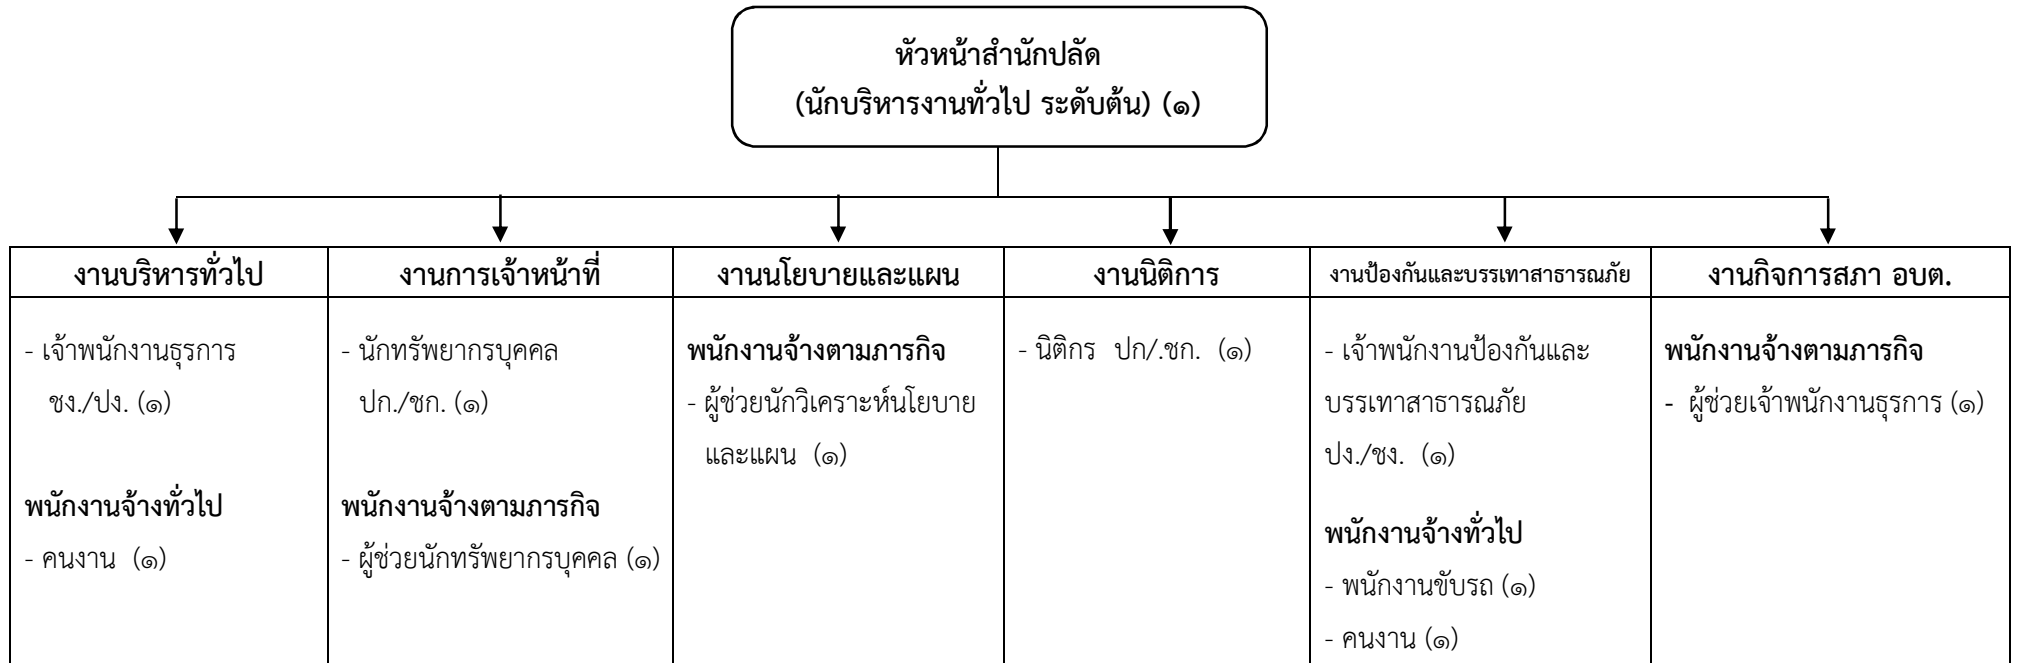 หัวหน้าสำนักปลัด
(นักบริหารงานทั่วไป ระดับต้น) (๑)
งานบริหารทั่วไป
- เจ้าพนักงานธุรการ
ชง./ปง. (๑)
พนักงานจ้างทั่วไป
- คนงาน (๑)
งานการเจ้าหน้าที่
- นักทรัพยากรบุคคล
ปก./ชก. (๑)
พนักงานจ้างตามภารกิจ
- ผู้ช่วยนักทรัพยากรบุคคล (๑)
งานนโยบายและแผน
พนักงานจ้างตามภารกิจ
- ผู้ช่วยนักวิเคราะห์นโยบาย
และแผน (๑)
งานนิติการ
- นิติกร ปก/.ชก. (๑)
งานป้องกันและบรรเทาสาธารณภัย
- เจ้าพนักงานป้องกันและ
บรรเทาสาธารณภัย
ปง./ชง. (๑)
พนักงานจ้างทั่วไป
- พนักงานขับรถ (๑)
- คนงาน (๑)
งานกิจการสภา อบต.
พนักงานจ้างตามภารกิจ
- ผู้ช่วยเจ้าพนักงานธุรการ (๑)